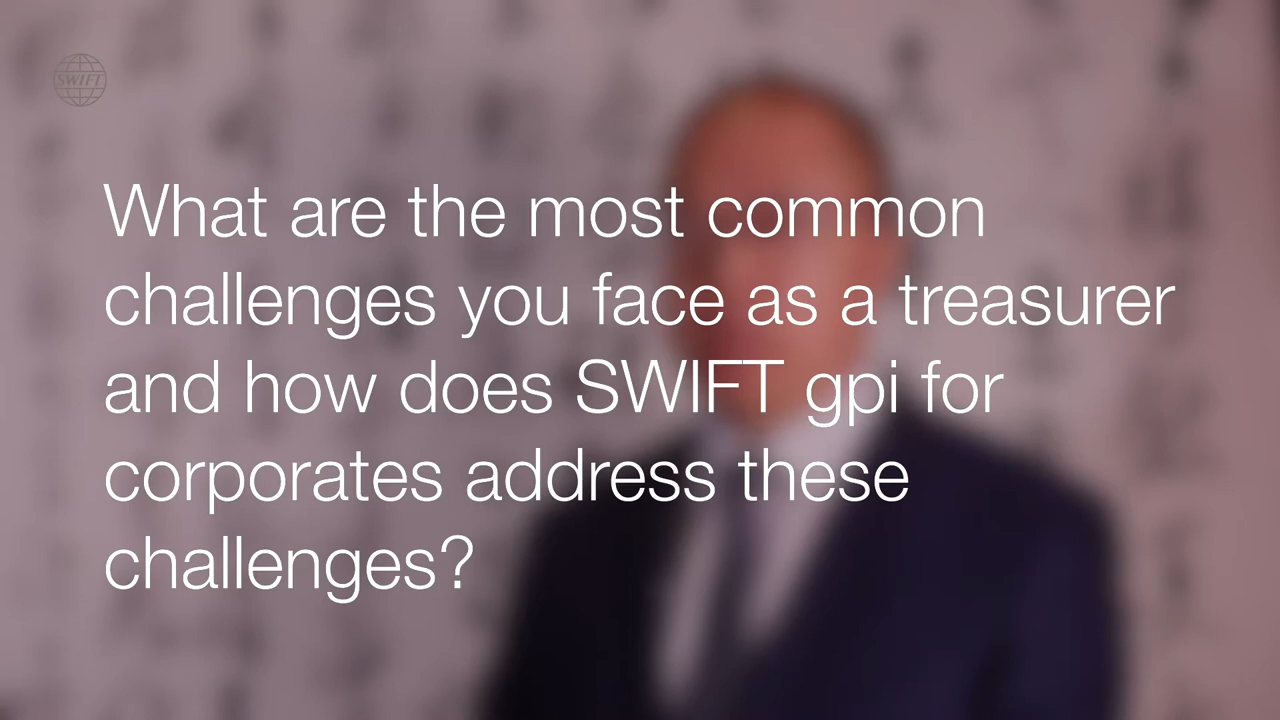 SWIFT
What are the most common
challenges you face as a treasurer
and how does SWIFT gpi for
corporates address these
challenges?